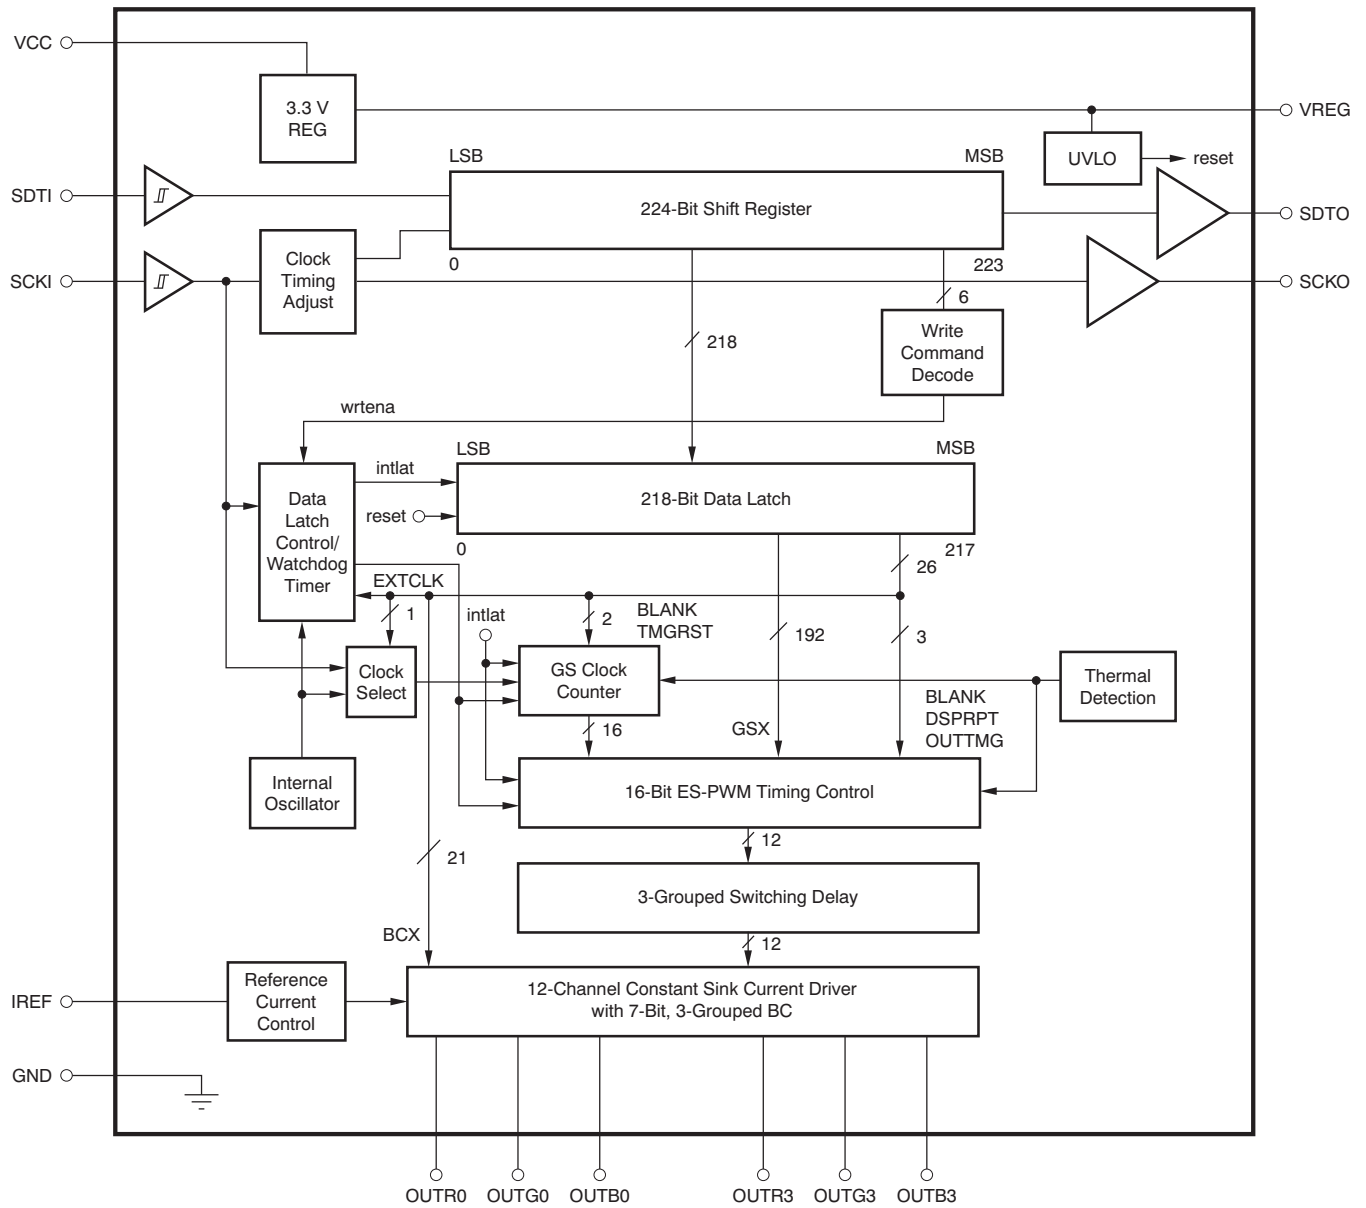 VCC
3.3 V
REG
VREG
UVLO
reset
LSB
MSB
SDTI
224-Bit Shift Register
SDTO
0
223
SCKI
Clock
Timing
Adjust
SCKO
6
218
Write
Command
Decode
wrtena
LSB
MSB
intlat
reset
218-Bit Data Latch
Data
Latch
Control/
Watchdog
Timer
0
217
26
EXTCLK
1
intlat
2
BLANK
TMGRST
192
3
Clock
Select
GS Clock
Counter
Thermal
Detection
16
GSX
BLANK
DSPRPT
OUTTMG
Internal
Oscillator
16-Bit ES-PWM Timing Control
12
21
3-Grouped Switching Delay
12
BCX
IREF
Reference
Current
Control
12-Channel Constant Sink Current Driver
with 7-Bit, 3-Grouped BC
GND
OUTR0
OUTG0
OUTB0
OUTR3
OUTG3
OUTB3